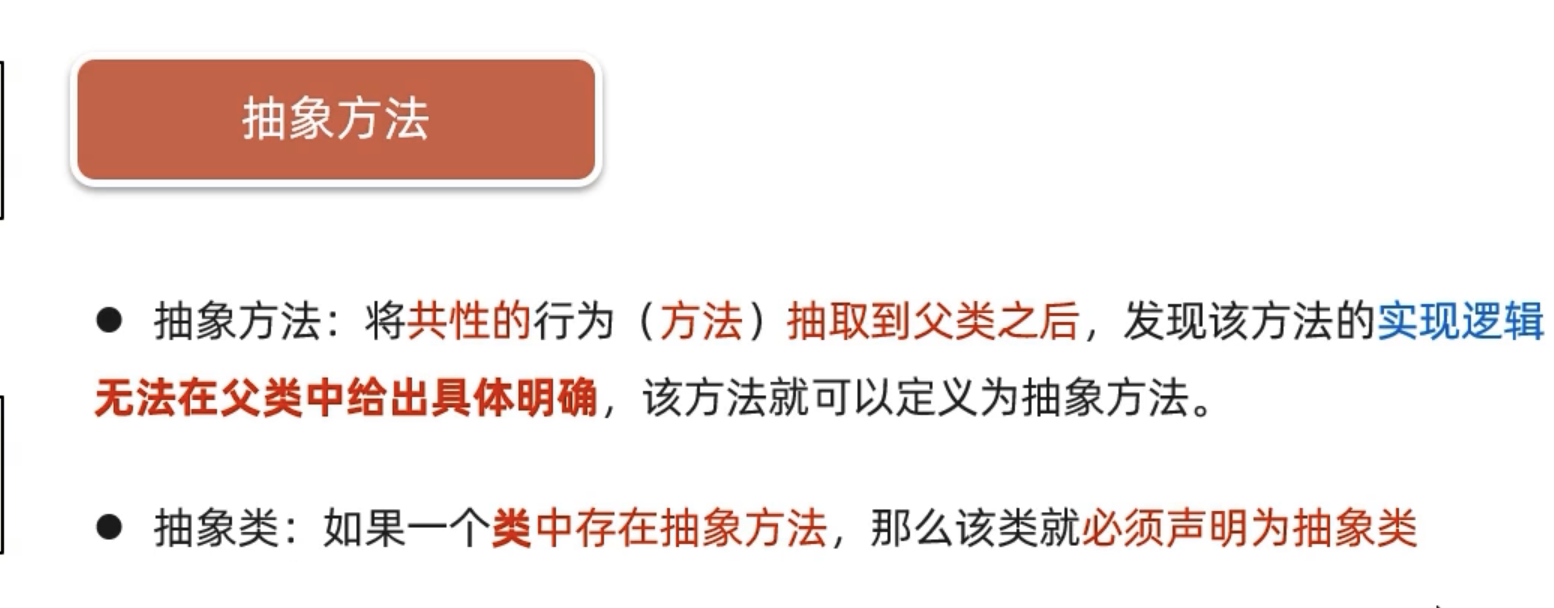 抽象方法
● 抽象方法：将共性的行为（方法）抽取到父类之后，发现该方法的实现逻辑
无法在父类中给出具体明确，该方法就可以定义为抽象方法。
● 抽象类：如果一个类中存在抽象方法，那么该类就必须声明为抽象类